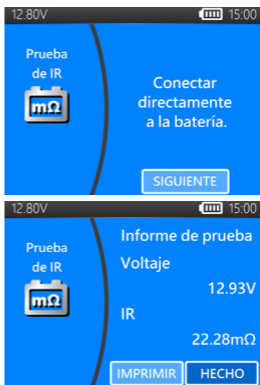 12.80V 15:00
Prueba
de IR
mΩ
Conectar
directamente
a la batería.
SIGUIENTE
12.80V 15:00
Prueba
de IR
mΩ
Informe de prueba
Voltaje
12.93V
IR
22.28mΩ
IMPRIMIR HECHO